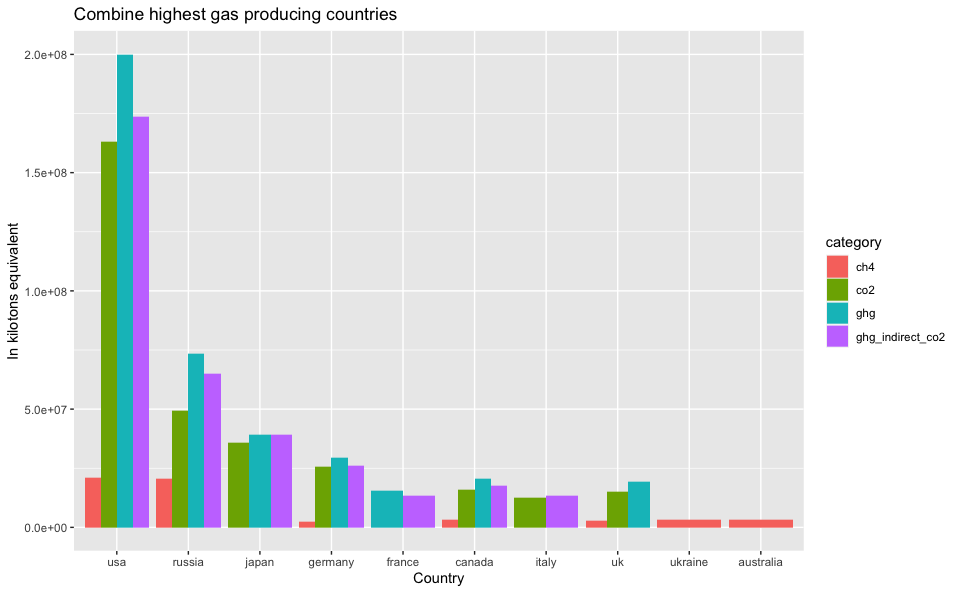 Combine highest gas producing countries
2.0e+08
1.5e+08
1.0e+08
5.0e+07
0.0e+00
In kilotons equivalent
usa russia japan germany france canada italy uk ukraine australia
Country
category
ch4
co2
ghg
ghg_indirect_co2